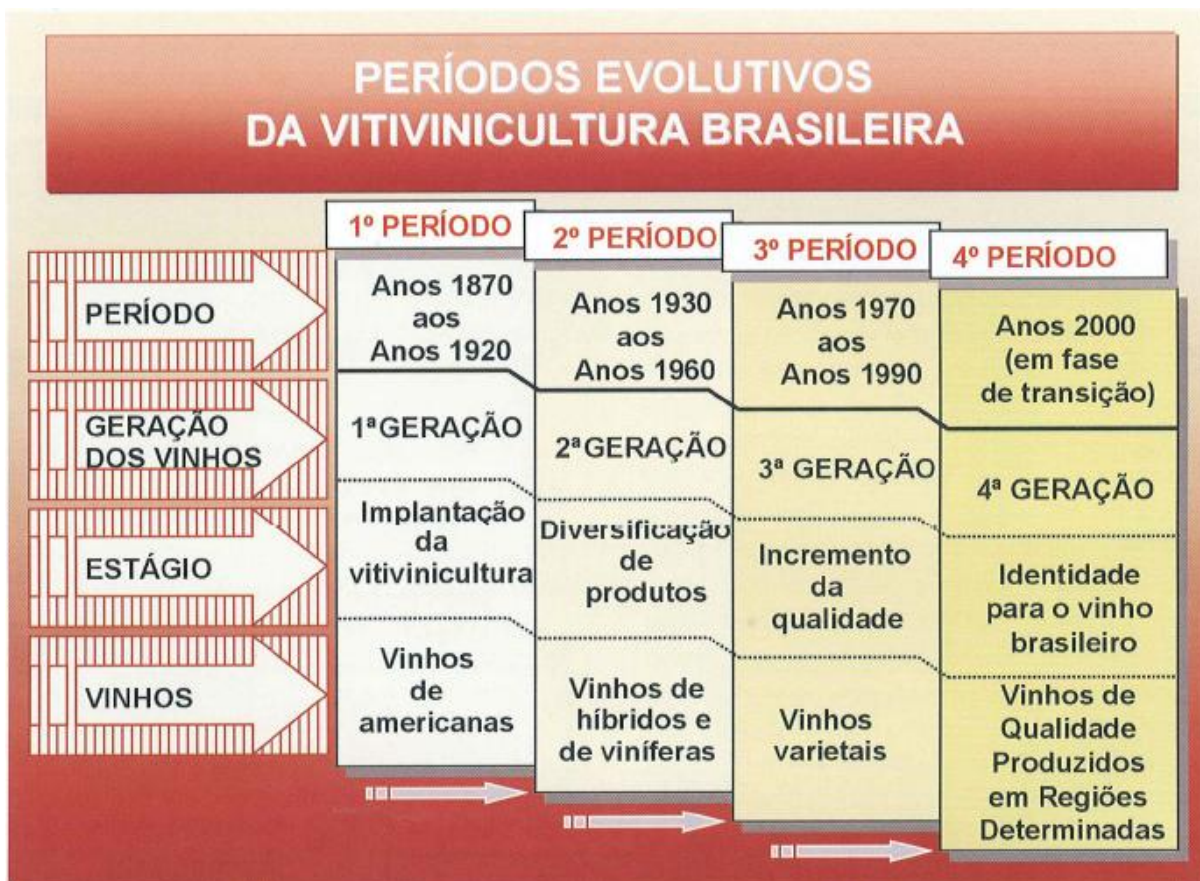 PERÍODOS EVOLUTIVOS
DA VITIVINICULTURA BRASILEIRA
1º PERÍODO
2º PERÍODO
3º PERÍODO
4º PERÍODO
PERÍODO
Anos 1870
aos
Anos 1920
Anos 1930
aos
Anos 1960
Anos 1970
aos
Anos 1990
Anos 2000
(em fase
de transição)
GERAÇÃO
DOS VINHOS
1ªGERAÇÃO
2ªGERAÇÃO
3ª GERAÇÃO
4ª GERAÇÃO
ESTÁGIO
Implantação
da
vitivinicultura
Diversificação
de
produtos
Incremento
da
qualidade
Identidade
para o vinho
brasileiro
VINHOS
Vinhos
de
americanas
Vinhos de
híbridos e
de viníferas
Vinhos
varietais
Vinhos de
Qualidade
Produzidos
em Regiões
Determinadas